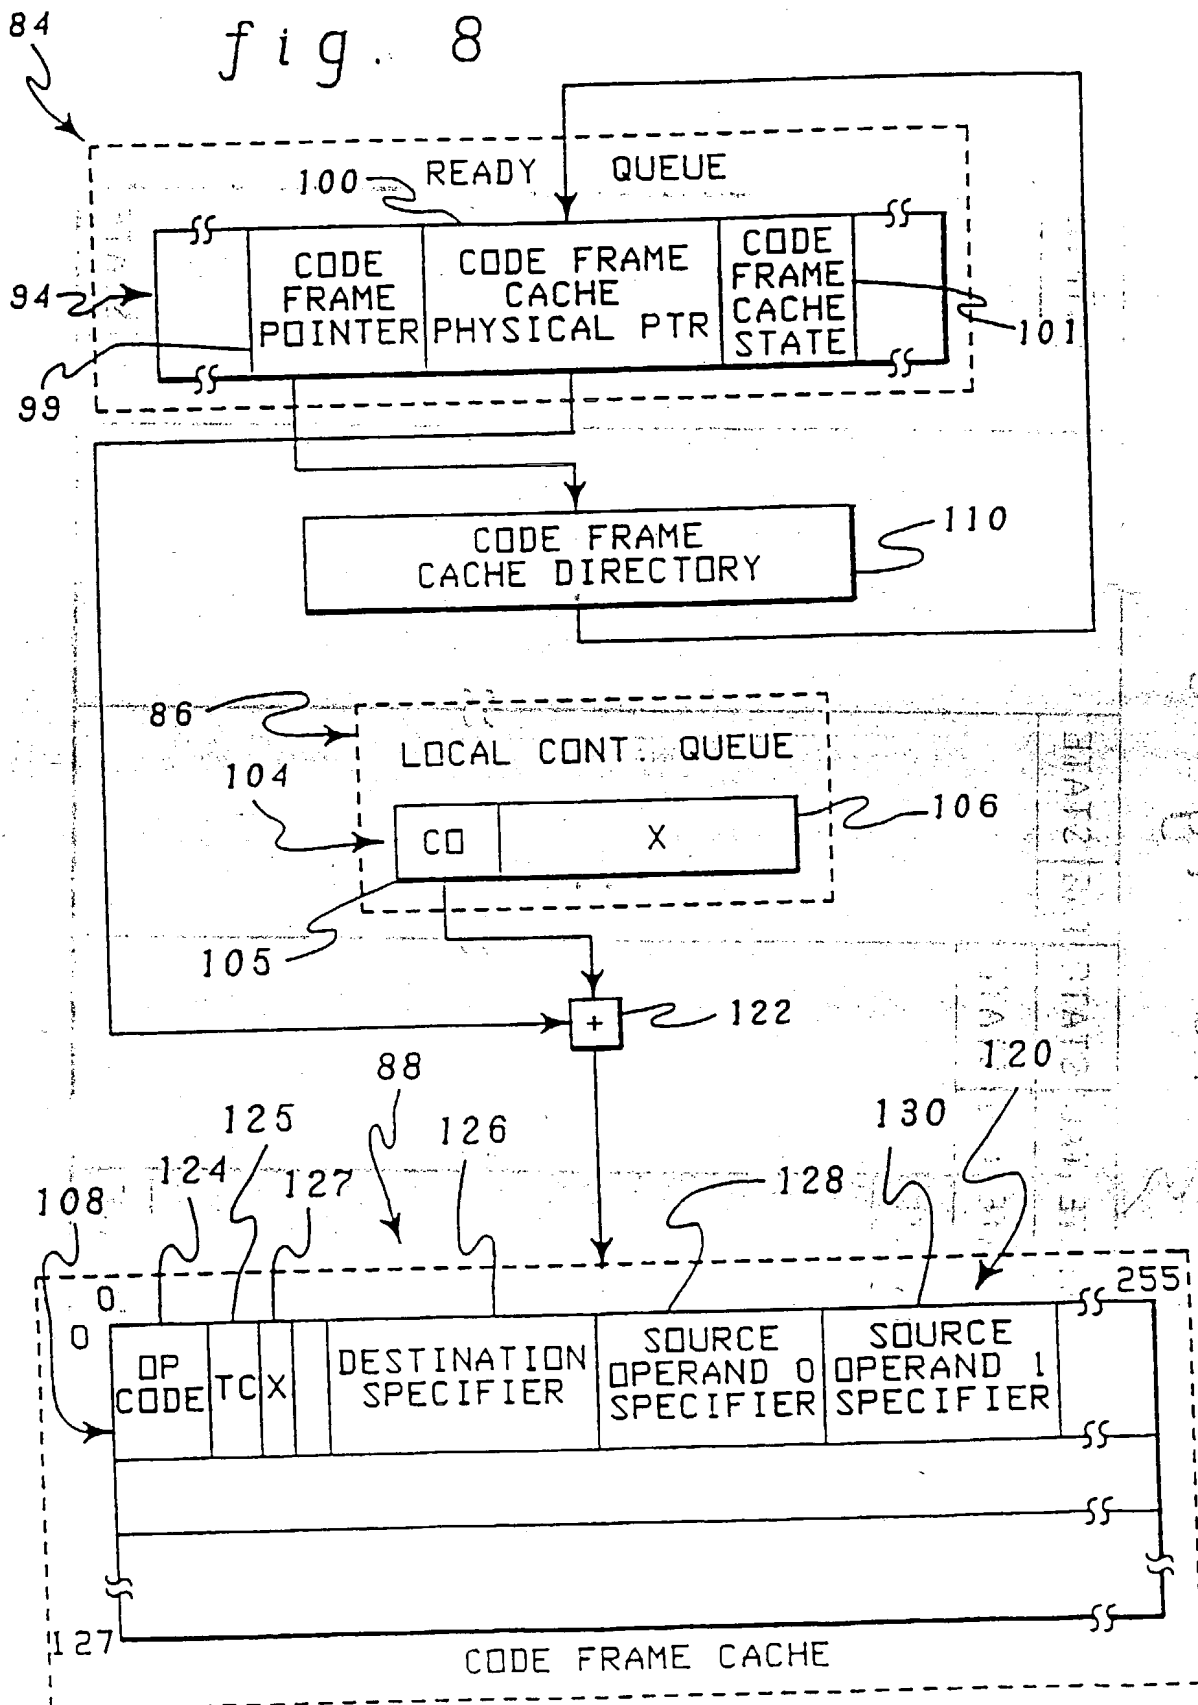 84
fig. 8
READY QUEUE
100
94
CODE FRAME POINTER
CODE FRAME CACHE PHYSICAL PTR
CODE FRAME CACHE STATE
101
99
CODE FRAME
CACHE DIRECTORY
110
86
LOCAL CONT. QUEUE
104
CO
X
106
105
+
122
88
120
125
126
130
124
127
128
108
0
255
0
OP CODE
TC
X
DESTINATION SPECIFIER
SOURCE OPERAND 0 SPECIFIER
SOURCE OPERAND 1 SPECIFIER
127
CODE FRAME CACHE